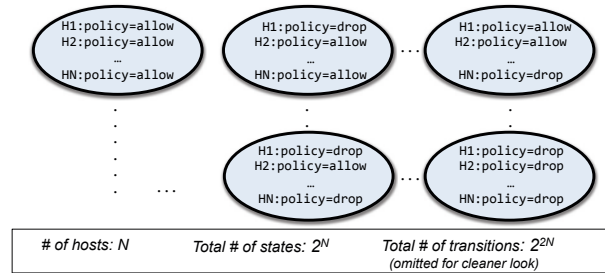 H1:policy=allow
H2:policy=allow
…
HN:policy=allow
H1:policy=drop
H2:policy=allow
…
HN:policy=allow
...
H1:policy=allow
H2:policy=allow
…
HN:policy=drop
...
H1:policy=drop
H2:policy=allow
…
HN:policy=drop
...
H1:policy=drop
H2:policy=drop
…
HN:policy=drop
# of hosts: N
Total # of states: 2^N
Total # of transitions: 2^2N
(omitted for cleaner look)